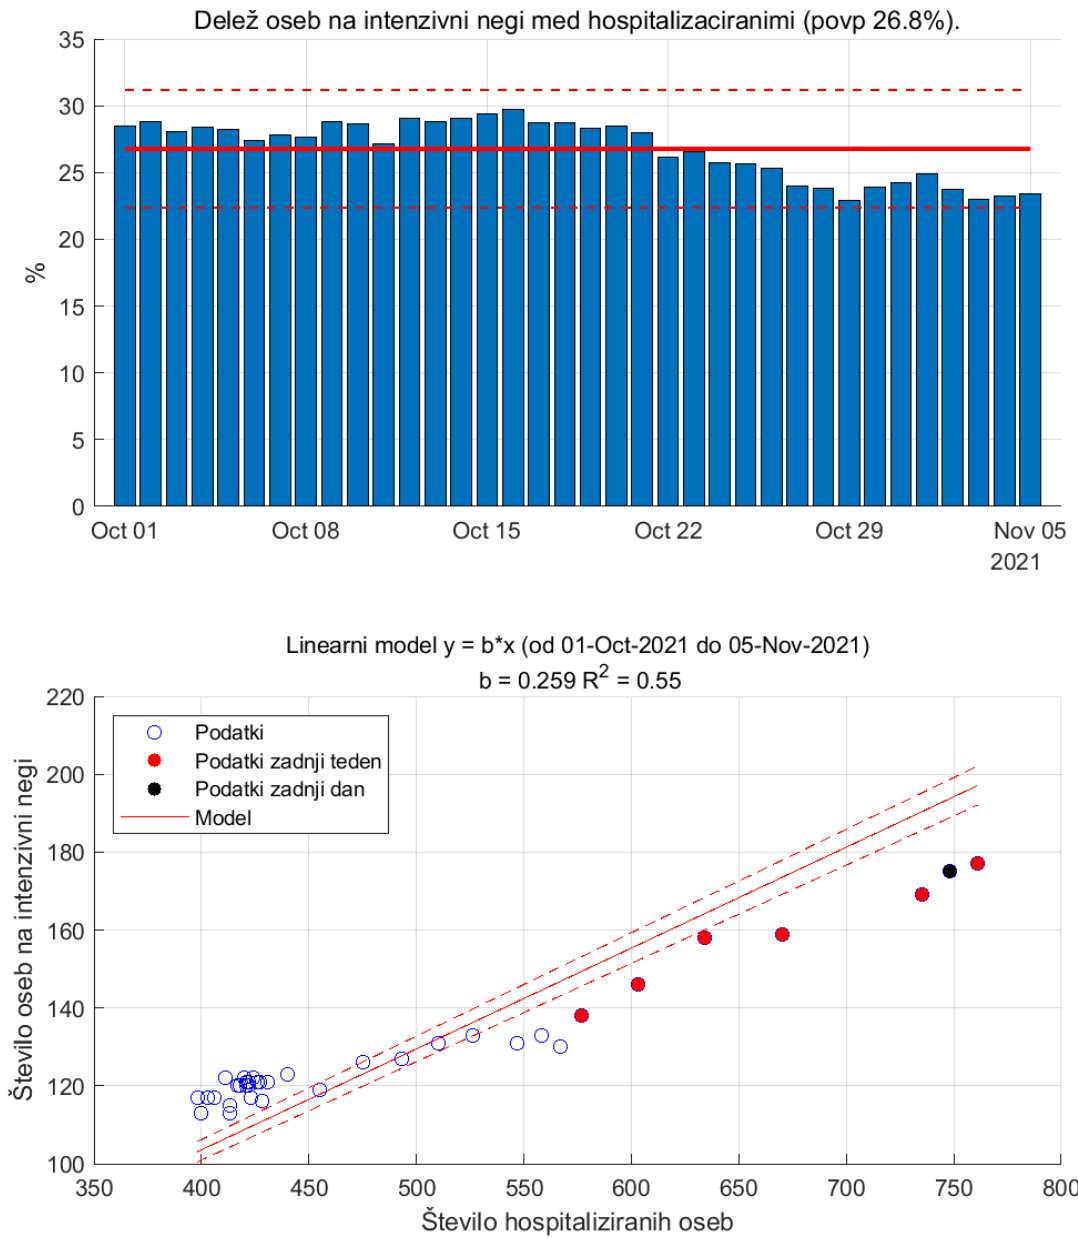 Delež oseb na intenzivni negi med hospitalizaciranimi (povp 26.8%).
35
30
25
20
15
10
5
0
%
Oct 01 Oct 08 Oct 15 Oct 22 Oct 29 Nov 05
2021
Linearni model y = b*x (od 01-Oct-2021 do 05-Nov-2021)
b = 0.259 R² = 0.55
220
200
180
160
140
120
100
Število oseb na intenzivni negi
Podatki
Podatki zadnji teden
Podatki zadnji dan
Model
350 400 450 500 550 600 650 700 750 800
Število hospitaliziranih oseb